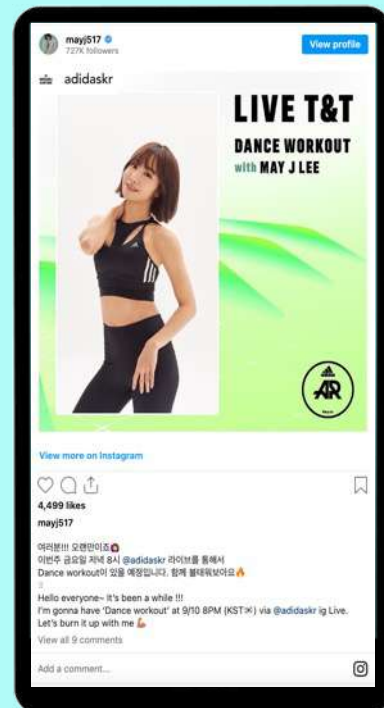 mayj517
727K followers
View profile
adidaskr
LIVE T&T
DANCE WORKOUT
with MAY J LEE
AR
View more on Instagram
4,499 likes
mayj517
여러분!!! 오랜만이죠🙆🏻‍♀️
이번주 금요일 저녁 8시 @adidaskr 라이브를 통해서
Dance workout이 있을 예정입니다. 함께 불태워보아요🔥
Hello everyone~ It's been a while !!!
I'm gonna have 'Dance workout' at 9/10 8PM (KST🇰🇷) via @adidaskr ig Live.
Let's burn it up with me 💪🏼
View all 9 comments
Add a comment...